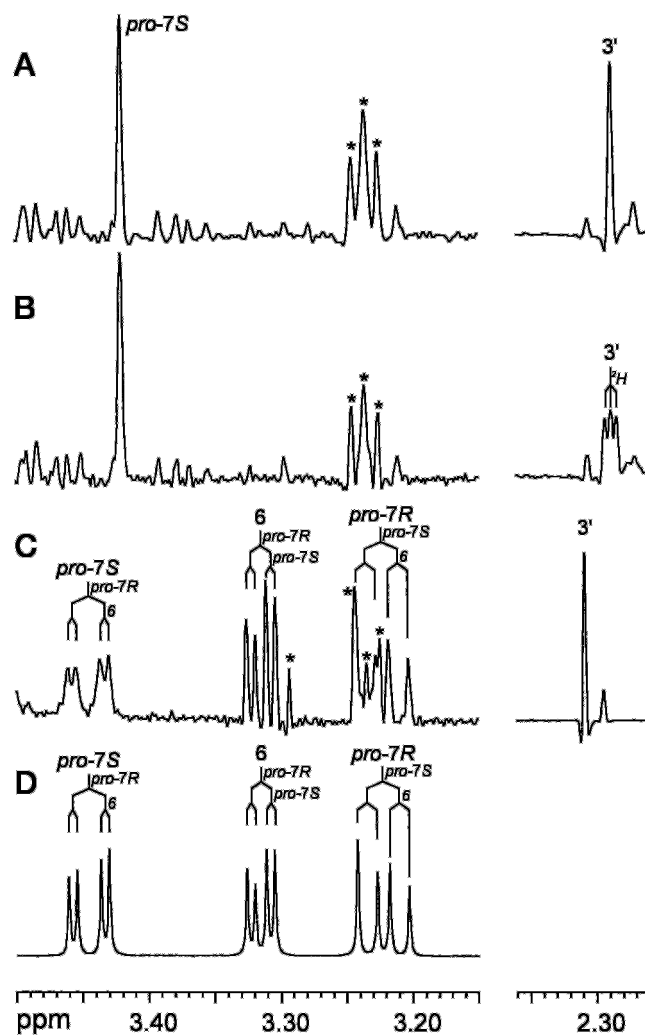 pro-7S
3'
A
* * *
B
3'
2H
* * *
C
pro-7S
pro-7R
6
6
pro-7R
pro-7S
*
pro-7R
pro-7S
6
* * *
3'
D
pro-7S
pro-7R
6
6
pro-7R
pro-7S
pro-7R
pro-7S
6
ppm 3.40 3.30 3.20 2.30